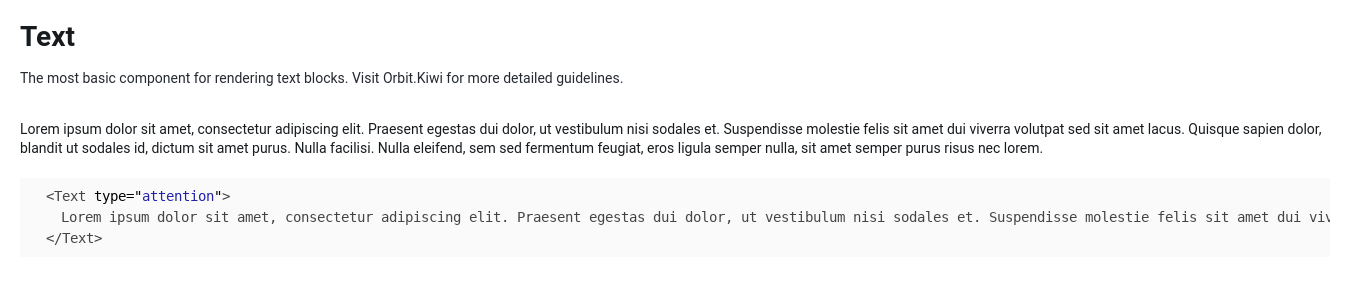 Text
The most basic component for rendering text blocks. Visit Orbit.Kiwi for more detailed guidelines.
Lorem ipsum dolor sit amet, consectetur adipiscing elit. Praesent egestas dui dolor, ut vestibulum nisi sodales et. Suspendisse molestie felis sit amet dui viverra volutpat sed sit amet lacus. Quisque sapien dolor,
blandit ut sodales id, dictum sit amet purus. Nulla facilisi. Nulla eleifend, sem sed fermentum feugiat, eros ligula semper nulla, sit amet semper purus risus nec lorem.
<Text type="attention">
Lorem ipsum dolor sit amet, consectetur adipiscing elit. Praesent egestas dui dolor, ut vestibulum nisi sodales et. Suspendisse molestie felis sit amet dui
</Text>